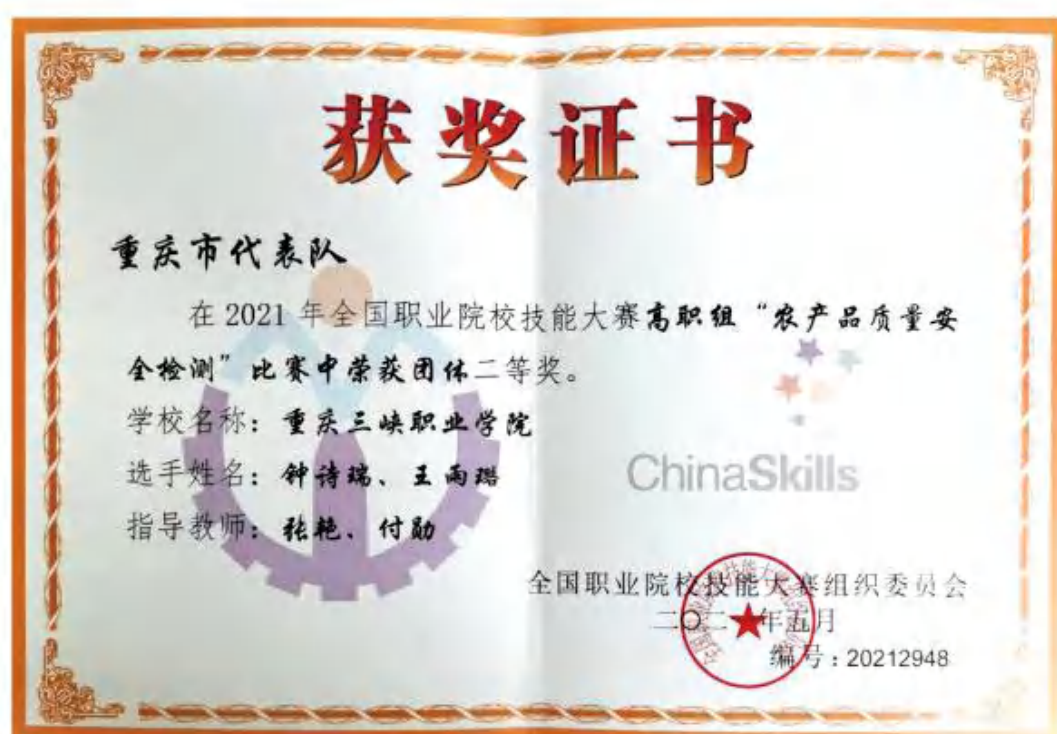 获奖证书
重庆市代表队
在 2021 年全国职业院校技能大赛高职组“农产品质量安
全检测”比赛中荣获团体二等奖。
学校名称：重庆三峡职业学院
选手姓名：钟诗瑞、王雨璐
指导教师：张艳、付勋
ChinaSkills
全国职业院校技能大赛组织委员会
二〇二一年五月
编号：20212948